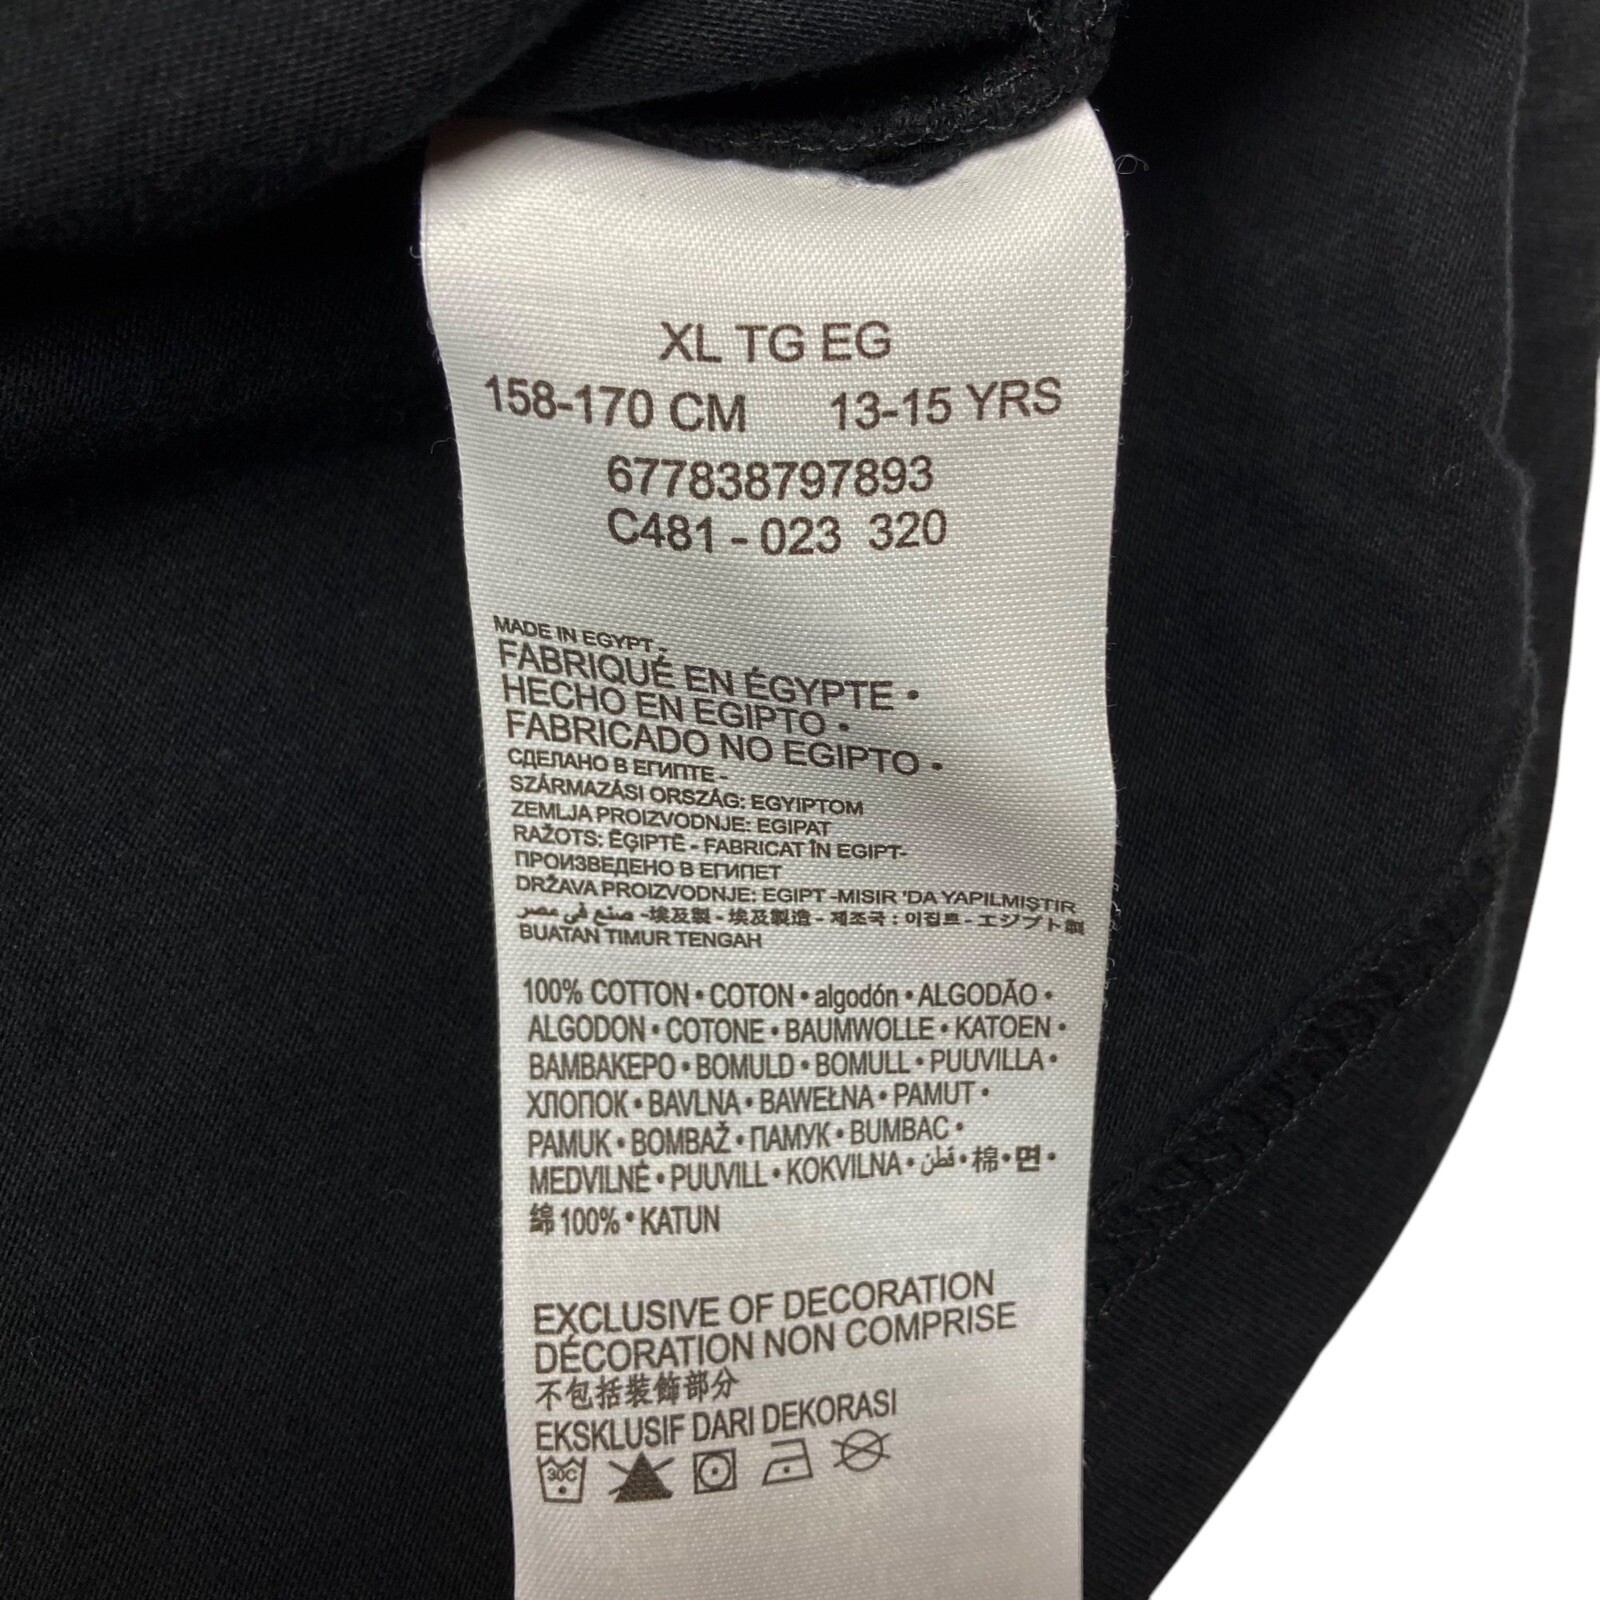 XL TG EG
158-170 CM 13-15 YRS
677838797893
C481 - 023 320
MADE IN EGYPT -
FABRIQUÉ EN ÉGYPTE •
HECHO EN EGIPTO •
FABRICADO NO EGIPTO •
СДЕЛАНО В ЕГИПТЕ -
SZÁRMAZÁSI ORSZÁG: EGYIPTOM
ZEMLJA PROIZVODNJE: EGIPAT
RAŽOTS: ĒĢIPTĒ - FABRICAT ÎN EGIPT-
ПРОИЗВЕДЕНО В ЕГИПЕТ
DRŽAVA PROIZVODNJE: EGIPT -MISIR 'DA YAPILMISTIR
صنع في مصر -埃及製 - 埃及製造 - 제조국 : 이집트 - エジプト製
BUATAN TIMUR TENGAH
100% COTTON • COTON • algodón • ALGODÃO •
ALGODON • COTONE • BAUMWOLLE • KATOEN •
ΒΑΜΒΑΚΕΡΟ • BOMULD • BOMULL • PUUVILLA •
ХЛОПОК • BAVLNA • BAWEŁNA • PAMUT •
PAMUK • BOMBAŽ • ПАМУК • BUMBAC •
MEDVILNĖ • PUUVILL • KOKVILNA • قطن • 棉 • 면 •
綿 100% • KATUN
EXCLUSIVE OF DECORATION
DÉCORATION NON COMPRISE
不包括裝飾部分
EKSKLUSIF DARI DEKORASI
30C